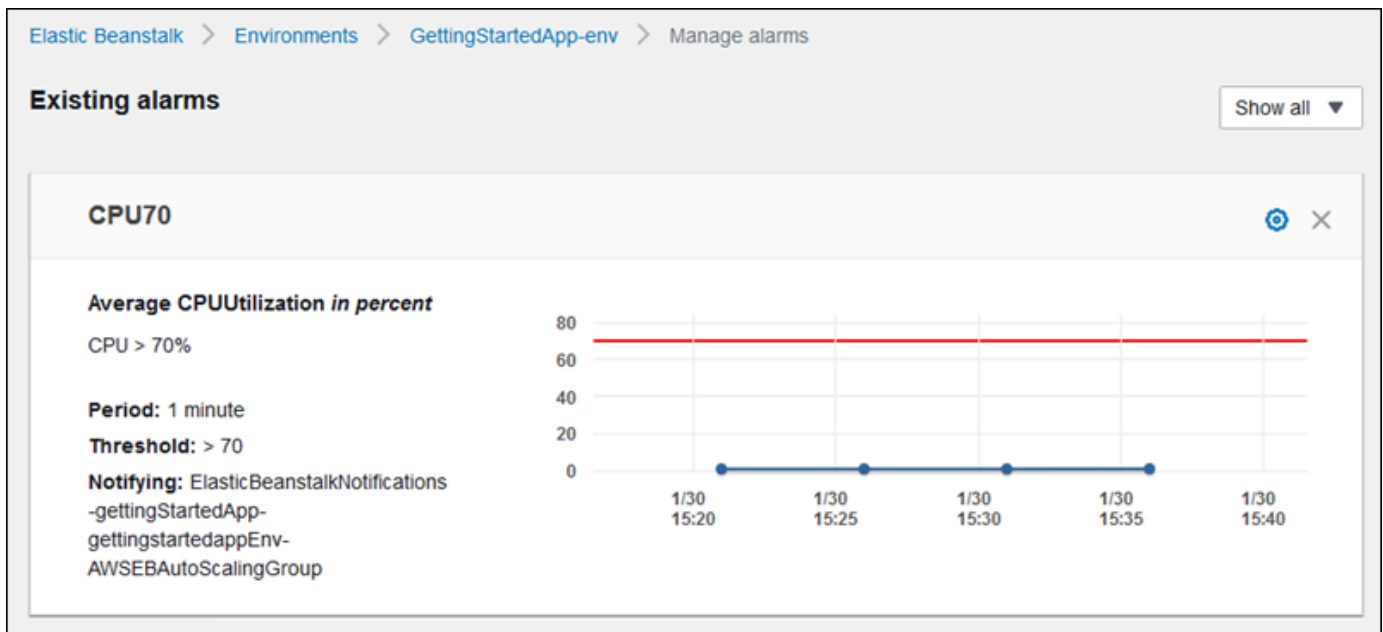 Elastic Beanstalk > Environments > GettingStartedApp-env > Manage alarms
Existing alarms
Show all
CPU70
Average CPUUtilization in percent
CPU > 70%
Period: 1 minute
Threshold: > 70
Notifying: ElasticBeanstalkNotifications
-gettingStartedApp-
gettingstartedappEnv-
AWSEBAutoScalingGroup
80
60
40
20
0
1/30 1/30 1/30 1/30 1/30
15:20 15:25 15:30 15:35 15:40